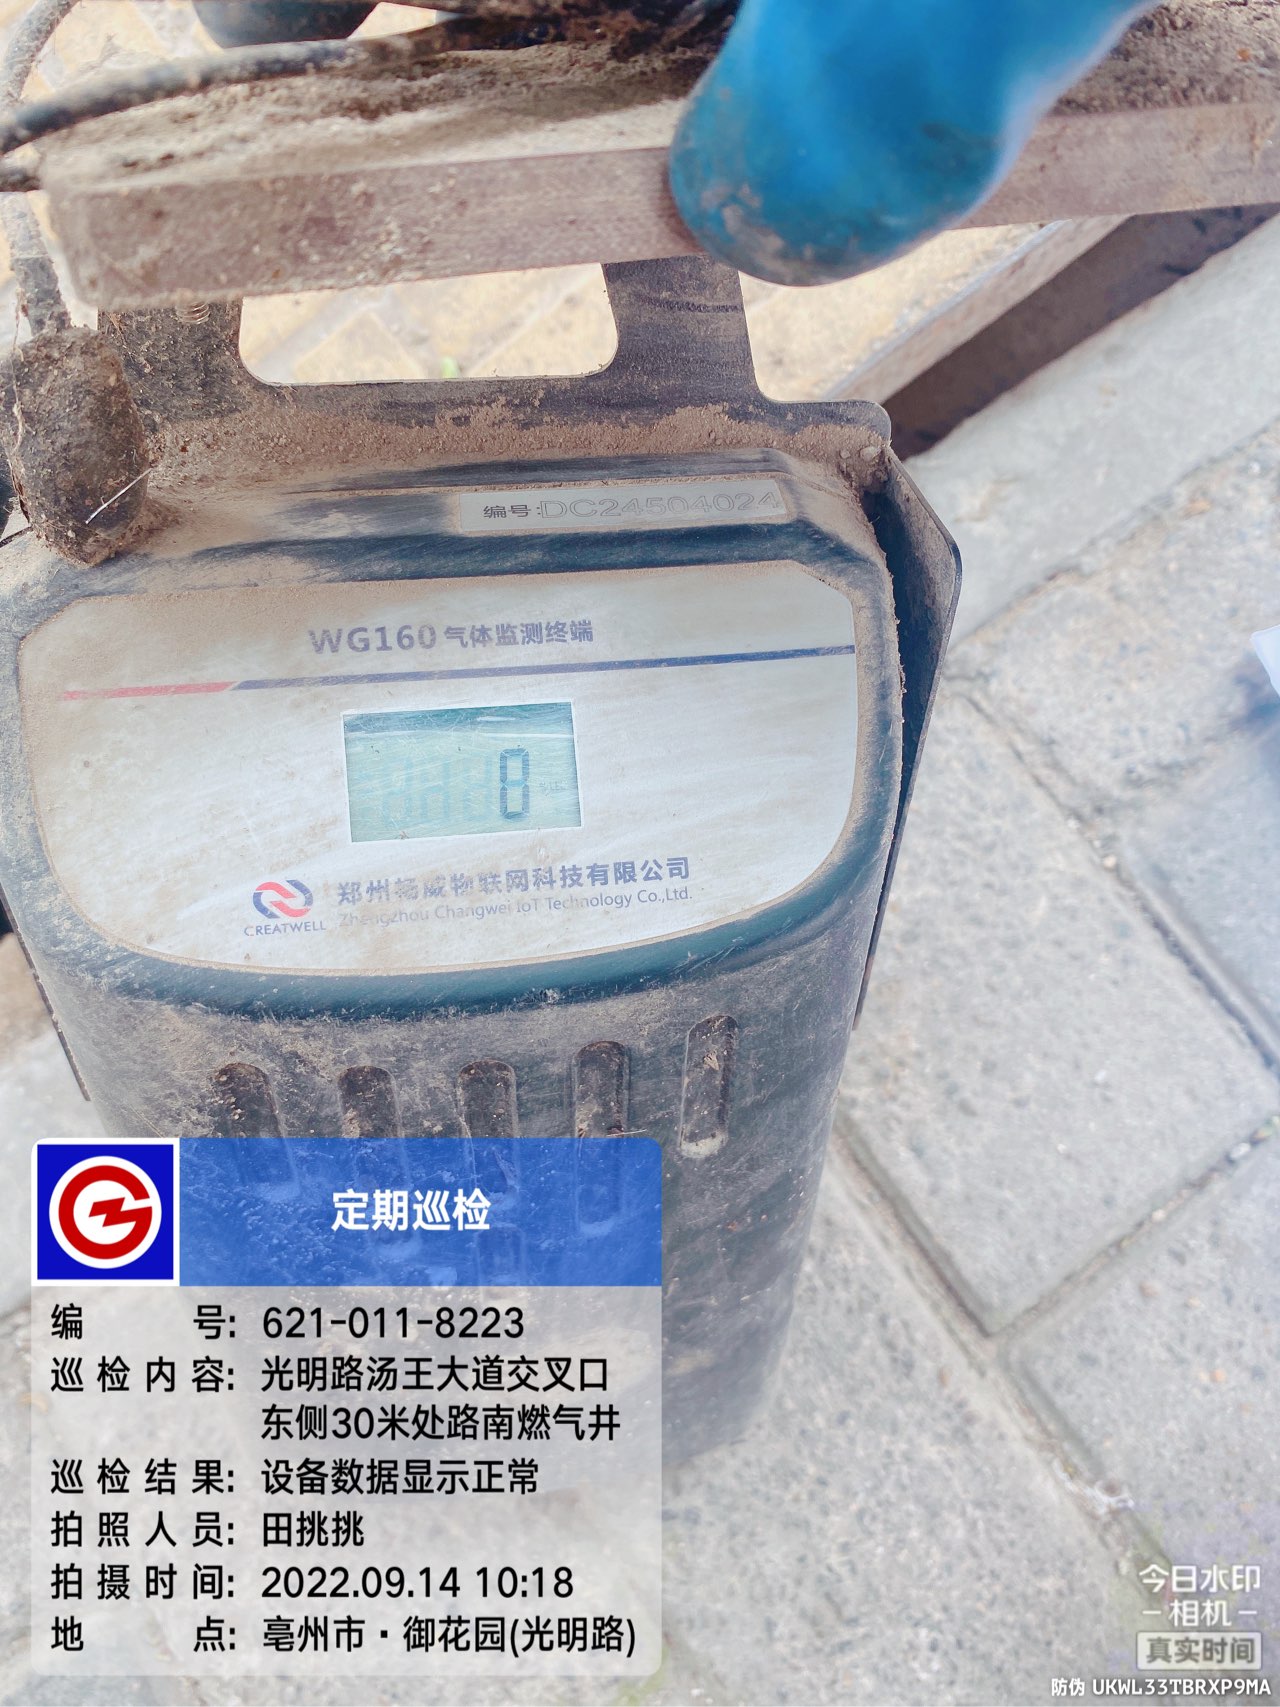 编号:DC24504024
WG160气体监测终端
0
郑州畅威物联网科技有限公司
CREATWELL
Zhengzhou Changwei IoT Technology Co.,Ltd.
定期巡检
编号: 621-011-8223
巡检内容: 光明路汤王大道交叉口
东侧30米处路南燃气井
巡检结果: 设备数据显示正常
拍照人员: 田挑挑
拍摄时间: 2022.09.14 10:18
地点: 亳州市·御花园(光明路)
今日水印
相机
真实时间
防伪 UKWL33TBRXP9MA